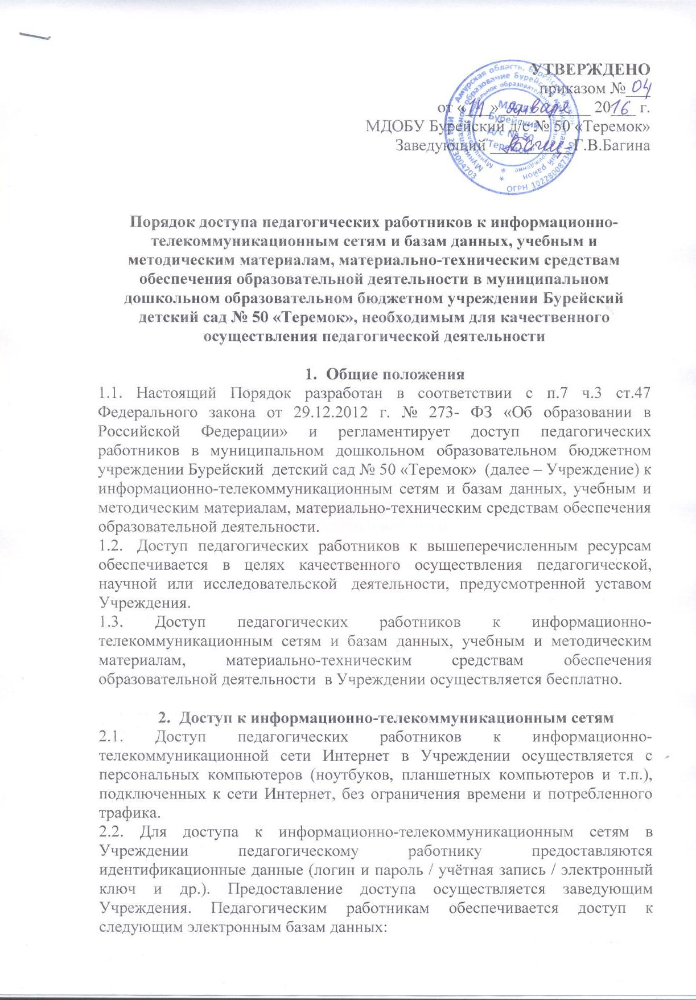 УТВЕРЖДЕНО
приказом № 04
от «14» января 2016 г.
МДОБУ Бурейский д/с № 50 «Теремок»
Заведующий Г.В.Багина
Амурская область, Бурейский район
МДОБУ
Бурейский
д/с № 50
"Теремок"
ОГРН
Порядок доступа педагогических работников к информационно-
телекоммуникационным сетям и базам данных, учебным и
методическим материалам, материально-техническим средствам
обеспечения образовательной деятельности в муниципальном
дошкольном образовательном бюджетном учреждении Бурейский
детский сад № 50 «Теремок», необходимым для качественного
осуществления педагогической деятельности
1. Общие положения
1.1. Настоящий Порядок разработан в соответствии с п.7 ч.3 ст.47
Федерального закона от 29.12.2012 г. № 273- ФЗ «Об образовании в
Российской Федерации» и регламентирует доступ педагогических
работников в муниципальном дошкольном образовательном бюджетном
учреждении Бурейский детский сад № 50 «Теремок» (далее – Учреждение) к
информационно-телекоммуникационным сетям и базам данных, учебным и
методическим материалам, материально-техническим средствам обеспечения
образовательной деятельности.
1.2. Доступ педагогических работников к вышеперечисленным ресурсам
обеспечивается в целях качественного осуществления педагогической,
научной или исследовательской деятельности, предусмотренной уставом
Учреждения.
1.3. Доступ педагогических работников к информационно-
телекоммуникационным сетям и базам данных, учебным и методическим
материалам, материально-техническим средствам обеспечения
образовательной деятельности в Учреждении осуществляется бесплатно.
2. Доступ к информационно-телекоммуникационным сетям
2.1. Доступ педагогических работников к информационно-
телекоммуникационной сети Интернет в Учреждении осуществляется с
персональных компьютеров (ноутбуков, планшетных компьютеров и т.п.),
подключенных к сети Интернет, без ограничения времени и потребленного
трафика.
2.2. Для доступа к информационно-телекоммуникационным сетям в
Учреждении педагогическому работнику предоставляются
идентификационные данные (логин и пароль / учётная запись / электронный
ключ и др.). Предоставление доступа осуществляется заведующим
Учреждения. Педагогическим работникам обеспечивается доступ к
следующим электронным базам данных: